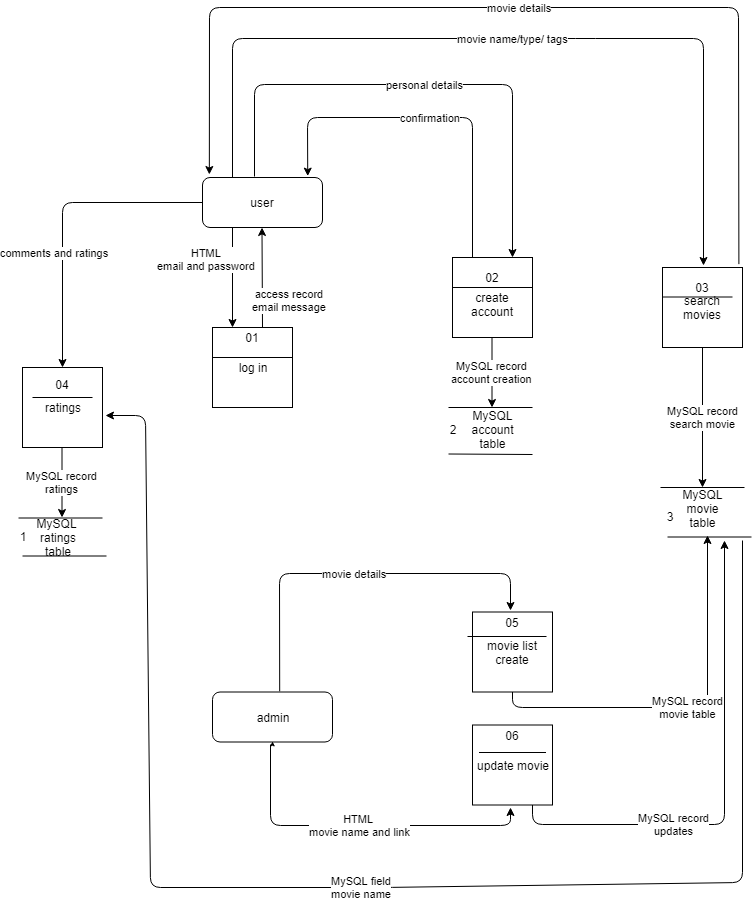 movie details
movie name/type/ tags
personal details
confirmation
user
comments and ratings
HTML
email and password
access record
email message
01
log in
02
create
account
03
search
movies
04
ratings
MySQL record
account creation
2
MySQL
account
table
MySQL record
search movie
MySQL record
ratings
1
MySQL
ratings
table
3
MySQL
movie
table
movie details
05
movie list
create
admin
MySQL record
movie table
06
update movie
HTML
movie name and link
MySQL record
updates
MySQL field
movie name